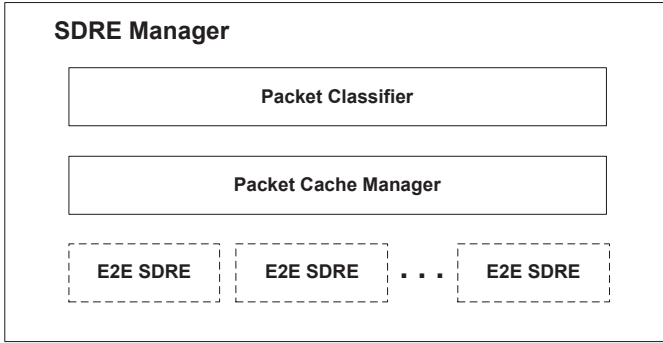 SDRE Manager
Packet Classifier
Packet Cache Manager
E2E SDRE E2E SDRE . . . E2E SDRE